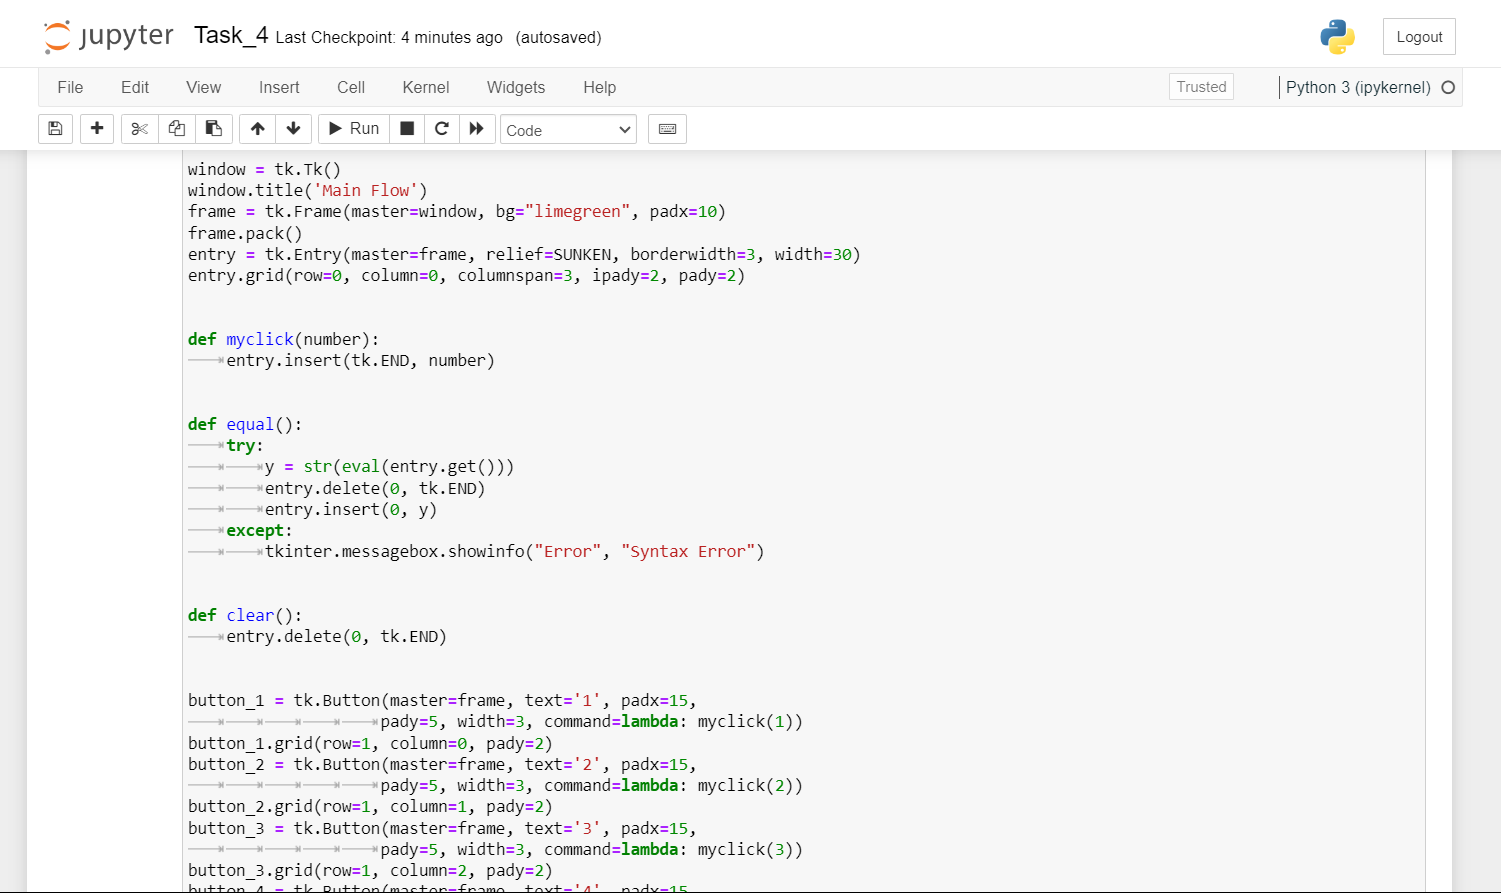 jupyter Task_4 Last Checkpoint: 4 minutes ago (autosaved)
Logout
File Edit View Insert Cell Kernel Widgets Help Trusted Python 3 (ipykernel)
Run Code
window = tk.Tk()
window.title('Main Flow')
frame = tk.Frame(master=window, bg="limegreen", padx=10)
frame.pack()
entry = tk.Entry(master=frame, relief=SUNKEN, borderwidth=3, width=30)
entry.grid(row=0, column=0, columnspan=3, ipady=2, pady=2)
def myclick(number):
entry.insert(tk.END, number)
def equal():
try:
y = str(eval(entry.get()))
entry.delete(0, tk.END)
entry.insert(0, y)
except:
tkinter.messagebox.showinfo("Error", "Syntax Error")
def clear():
entry.delete(0, tk.END)
button_1 = tk.Button(master=frame, text='1', padx=15,
pady=5, width=3, command=lambda: myclick(1))
button_1.grid(row=1, column=0, pady=2)
button_2 = tk.Button(master=frame, text='2', padx=15,
pady=5, width=3, command=lambda: myclick(2))
button_2.grid(row=1, column=1, pady=2)
button_3 = tk.Button(master=frame, text='3', padx=15,
pady=5, width=3, command=lambda: myclick(3))
button_3.grid(row=1, column=2, pady=2)
button_4 = tk.Button(master=frame, text='4', padx=15,